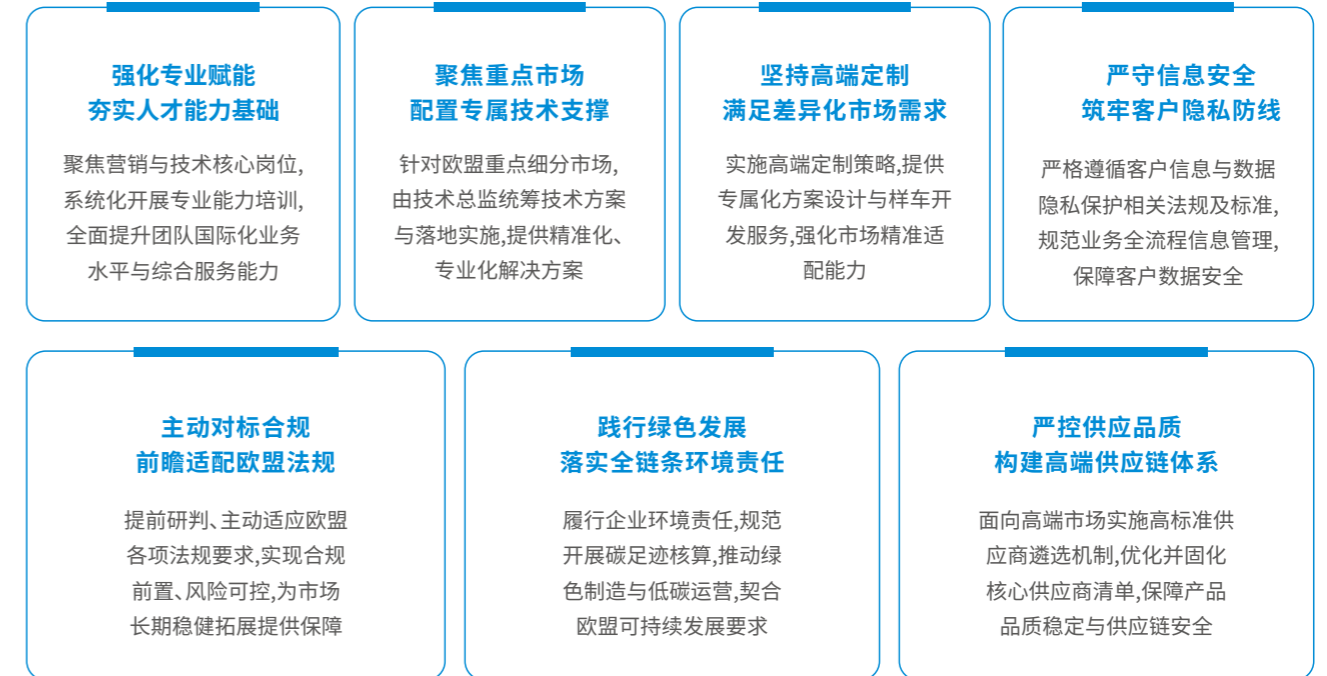 强化专业赋能
夯实人才能力基础
聚焦营销与技术核心岗位,
系统化开展专业能力培训,
全面提升团队国际化业务
水平与综合服务能力
聚焦重点市场
配置专属技术支撑
针对欧盟重点细分市场,
由技术总监统筹技术方案
与落地实施,提供精准化、
专业化解决方案
坚持高端定制
满足差异化市场需求
实施高端定制策略,提供
专属化方案设计与样车开
发服务,强化市场精准适
配能力
严守信息安全
筑牢客户隐私防线
严格遵循客户信息与数据
隐私保护相关法规及标准,
规范业务全流程信息管理,
保障客户数据安全
主动对标合规
前瞻适配欧盟法规
提前研判、主动适应欧盟
各项法规要求,实现合规
前置、风险可控,为市场
长期稳健拓展提供保障
践行绿色发展
落实全链条环境责任
履行企业环境责任,规范
开展碳足迹核算,推动绿
色制造与低碳运营,契合
欧盟可持续发展要求
严控供应品质
构建高端供应链体系
面向高端市场实施高标准供
应商遴选机制,优化并固化
核心供应商清单,保障产品
品质稳定与供应链安全